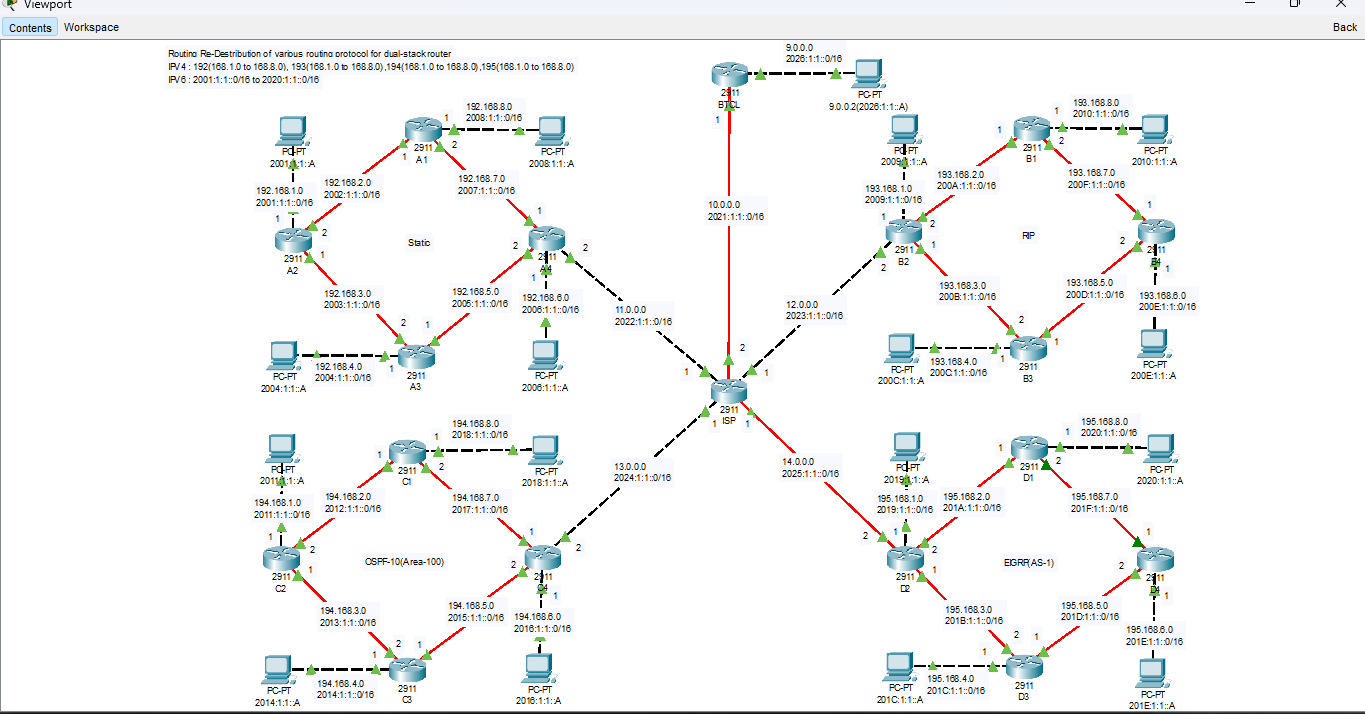 Viewport
Contents Workspace Back
Routing Re-Destribution of various routing protocol for dual-stack router
IPV4 : 192(168.1.0 to 168.8.0), 193(168.1.0 to 168.8.0) ,194(168.1.0 to 168.8.0) ,195(168.1.0 to 168.8.0)
IPV6 : 2001:1:1::0/16 to 2020:1:1::0/16
9.0.0.0
2026:1:1::0/16
2911
BTCL
1
PC-PT
9.0.0.2(2026:1:1::A)
10.0.0.0
2021:1:1::0/16
192.168.8.0
2008:1:1::0/16
1
2911
A1
1
2
PC-PT
2008:1:1::A
PC-PT
2001:1:1::A
192.168.1.0
2001:1:1::0/16
192.168.2.0
2002:1:1::0/16
192.168.7.0
2007:1:1::0/16
1
2
2911
A2
1
Static
1
2
2911
A4
2
1
192.168.3.0
2003:1:1::0/16
192.168.5.0
2005:1:1::0/16
192.168.6.0
2006:1:1::0/16
2
1
192.168.4.0
2004:1:1::0/16
1
2911
A3
PC-PT
2004:1:1::A
PC-PT
2006:1:1::A
11.0.0.0
2022:1:1::0/16
12.0.0.0
2023:1:1::0/16
2
1
1
2911
ISP
1
1
13.0.0.0
2024:1:1::0/16
14.0.0.0
2025:1:1::0/16
193.168.8.0
2010:1:1::0/16
1
1
2911
B1
2
PC-PT
2010:1:1::A
PC-PT
2009:1:1::A
193.168.1.0
2009:1:1::0/16
193.168.2.0
200A:1:1::0/16
193.168.7.0
200F:1:1::0/16
1
2
2911
B2
1
2
RIP
1
2
2911
B4
1
193.168.3.0
200B:1:1::0/16
193.168.5.0
200D:1:1::0/16
193.168.6.0
200E:1:1::0/16
2
1
193.168.4.0
200C:1:1::0/16
1
2911
B3
PC-PT
200C:1:1::A
PC-PT
200E:1:1::A
194.168.8.0
2018:1:1::0/16
1
1
2911
C1
2
PC-PT
2018:1:1::A
PC-PT
2011:1:1::A
194.168.1.0
2011:1:1::0/16
194.168.2.0
2012:1:1::0/16
194.168.7.0
2017:1:1::0/16
1
2
2911
C2
1
OSPF-10(Area-100)
1
2
2911
C4
2
1
194.168.3.0
2013:1:1::0/16
194.168.5.0
2015:1:1::0/16
194.168.6.0
2016:1:1::0/16
2
1
1
194.168.4.0
2014:1:1::0/16
2911
C3
PC-PT
2014:1:1::A
PC-PT
2016:1:1::A
195.168.8.0
2020:1:1::0/16
1
1
2911
D1
2
PC-PT
2020:1:1::A
PC-PT
2019:1:1::A
195.168.1.0
2019:1:1::0/16
195.168.2.0
201A:1:1::0/16
195.168.7.0
201F:1:1::0/16
2
1
2
2911
D2
1
EIGRP(AS-1)
1
2
2911
D4
1
195.168.3.0
201B:1:1::0/16
195.168.5.0
201D:1:1::0/16
195.168.6.0
201E:1:1::0/16
2
1
1
195.168.4.0
201C:1:1::0/16
2911
D3
PC-PT
201C:1:1::A
PC-PT
201E:1:1::A